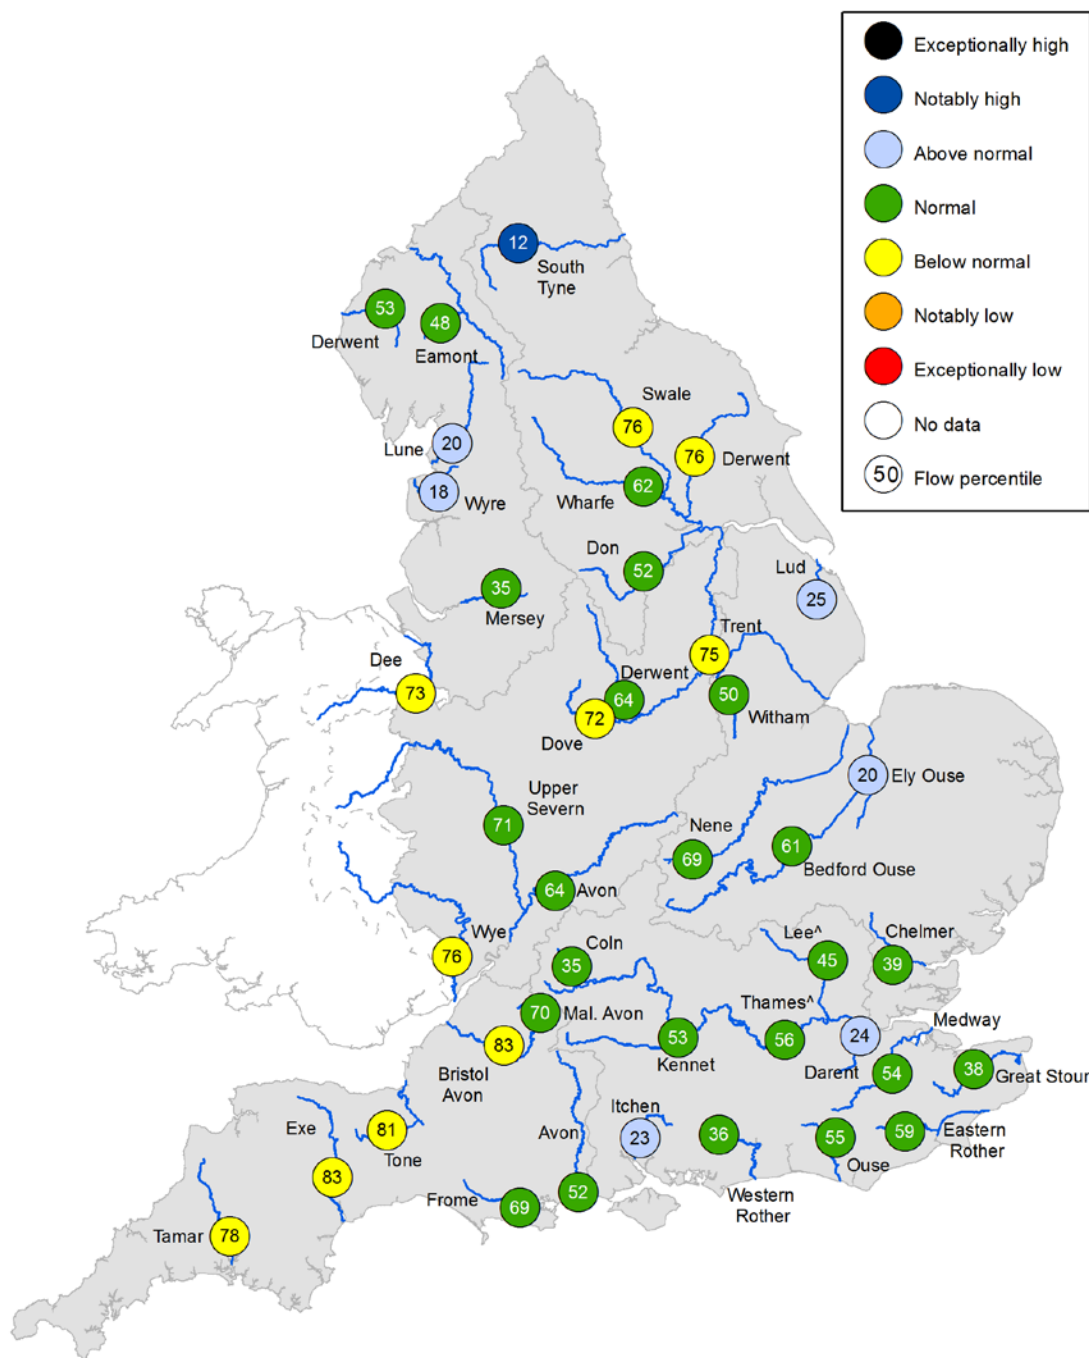 Exceptionally high
Notably high
Above normal
Normal
Below normal
Notably low
Exceptionally low
No data
50 Flow percentile
12
South
Tyne
53
48
Derwent
Eamont
Swale
76
20
Lune
76
Derwent
18
Wyre
62
Wharfe
Don
52
Lud
25
35
Mersey
Trent
75
Dee
73
Derwent
64
50
Witham
72
Dove
20
Ely Ouse
Upper
Severn
71
Nene
69
61
Bedford Ouse
64
Avon
Wye
76
Coln
35
Lee^
45
Chelmer
39
70
Mal. Avon
Thames^
56
Medway
24
Darent
83
Bristol
Avon
53
Kennet
54
38
Great Stour
Itchen
23
Exe
81
Tone
Avon
36
55
Ouse
59
Eastern
Rother
83
Frome
69
52
Western
Rother
Tamar
78